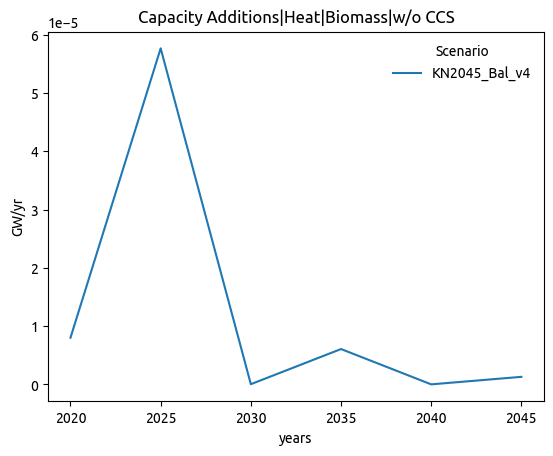 Capacity Additions|Heat|Biomass|w/o CCS
1e−5
6
5
4
3
2
1
0
GW/yr
Scenario
KN2045_Bal_v4
2020 2025 2030 2035 2040 2045
years